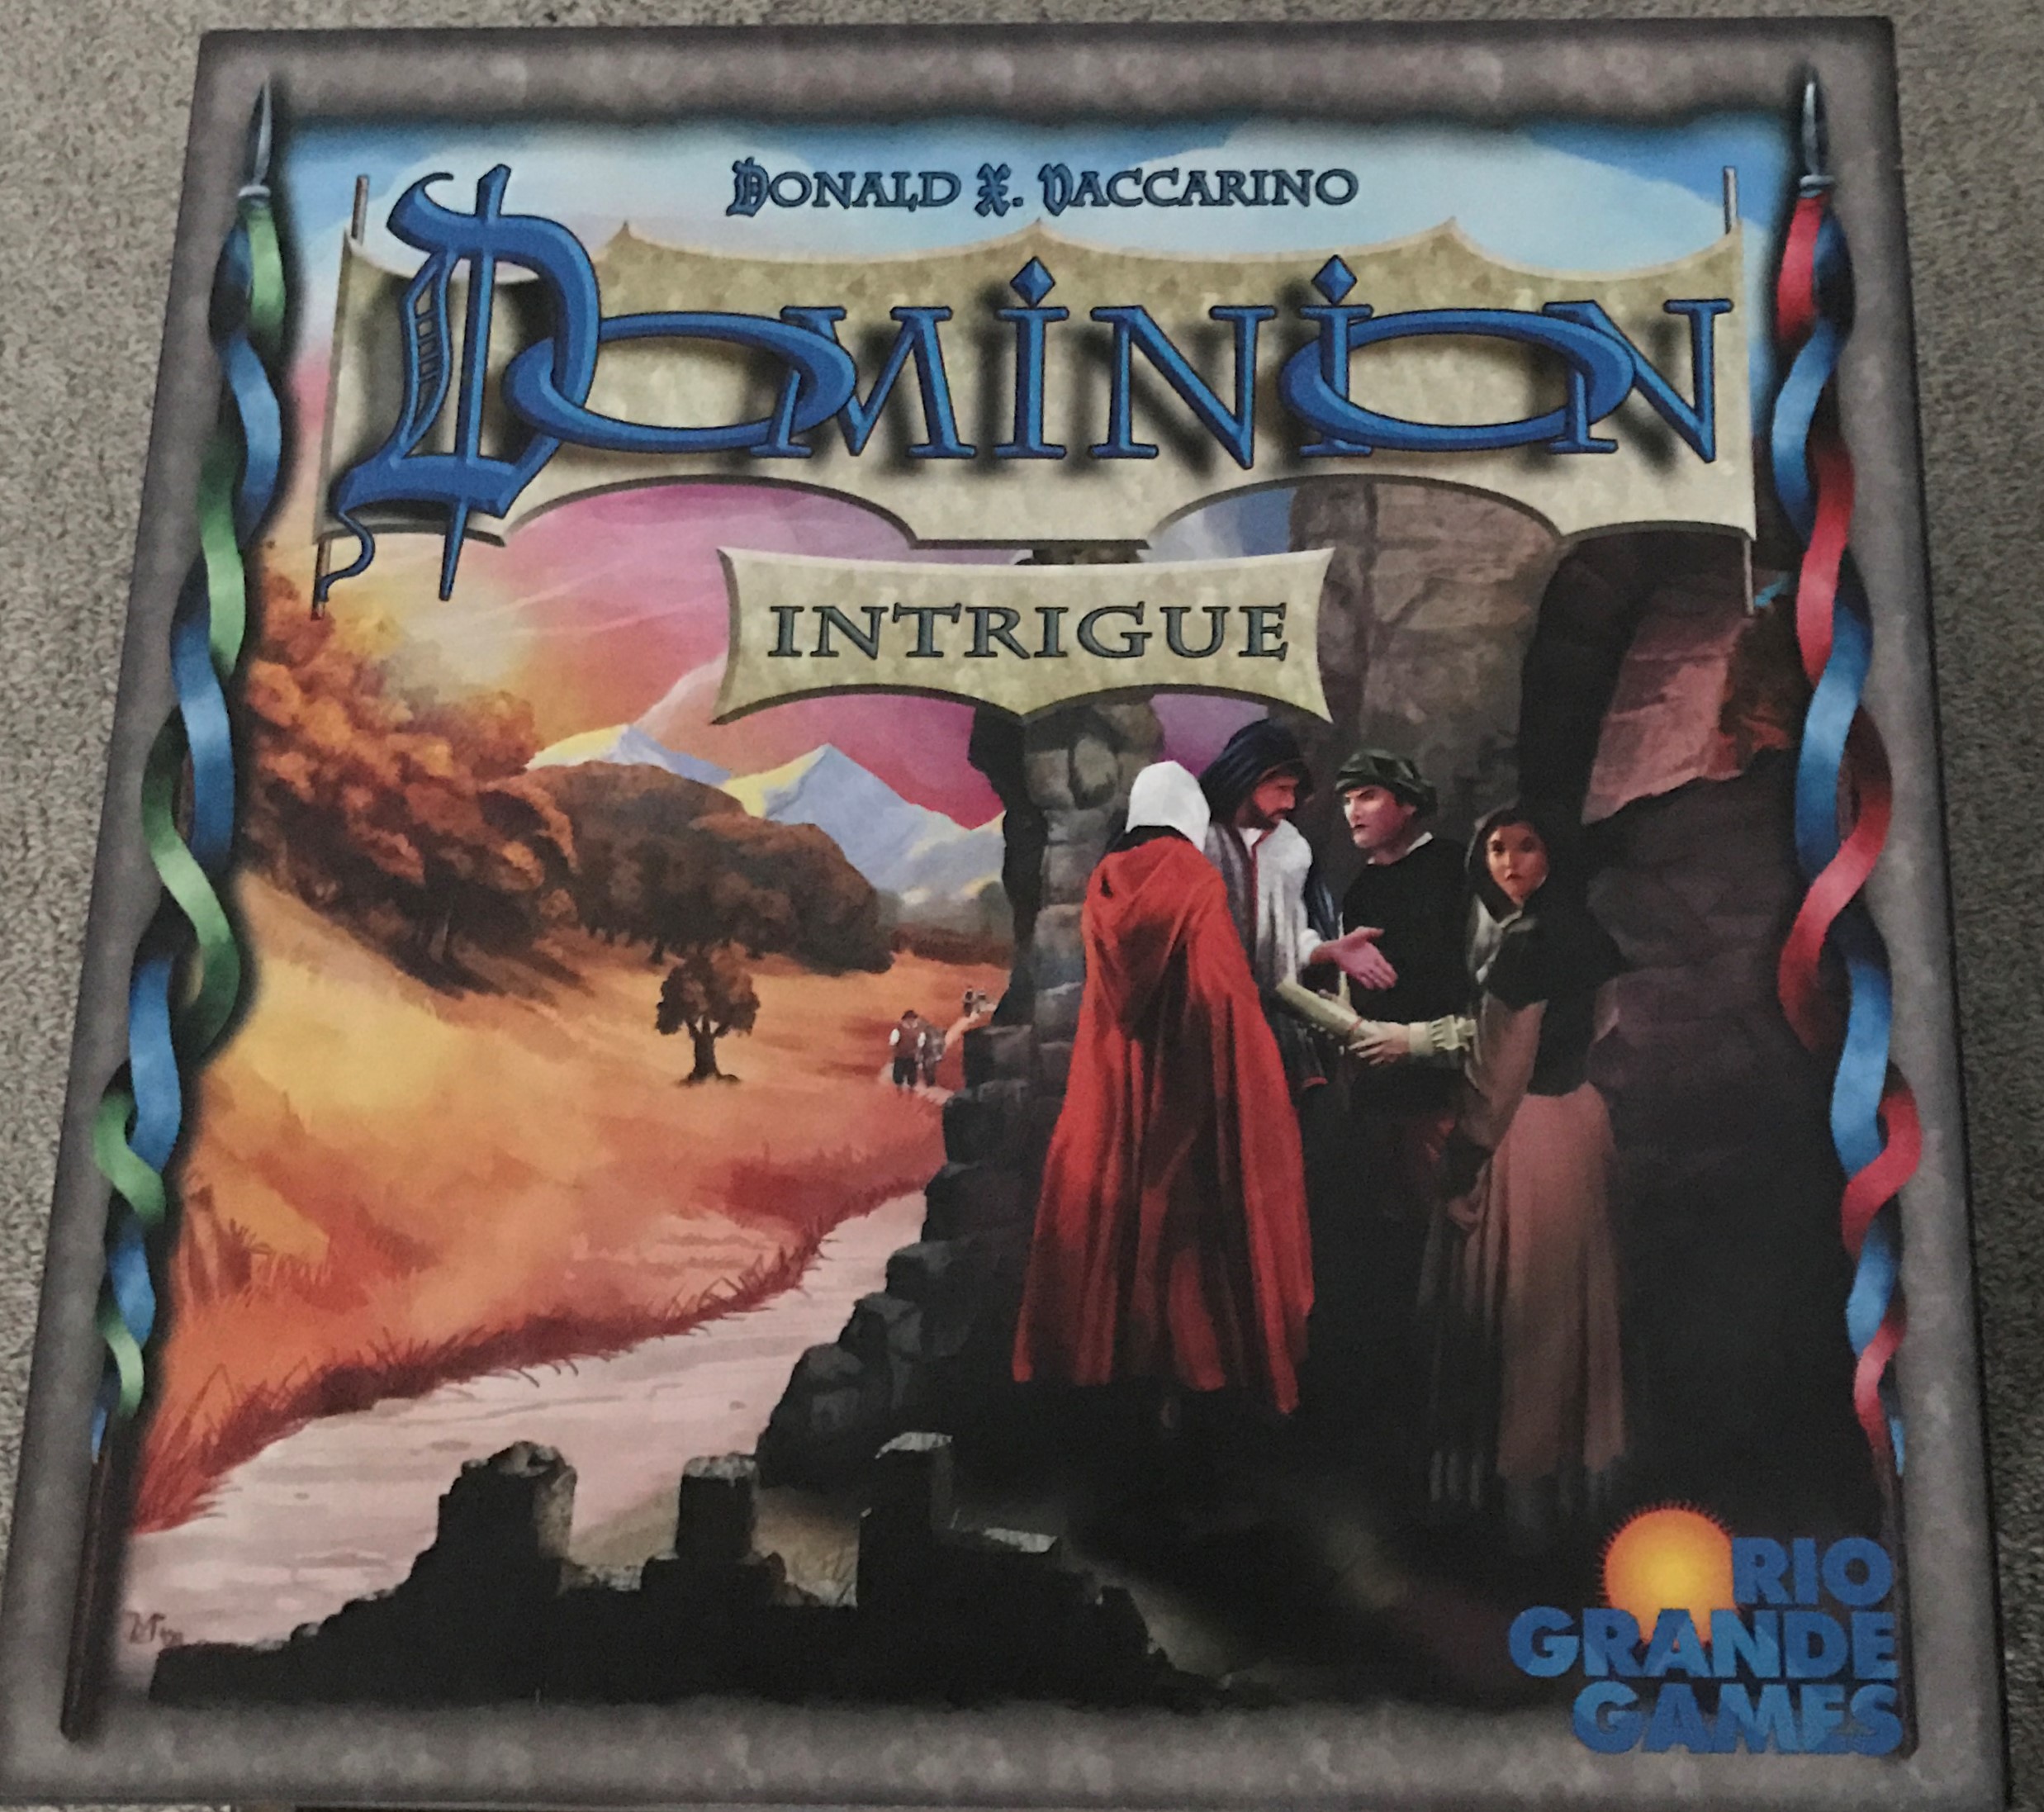 DONALD X. VACCARINO
DOMINION
INTRIGUE
RIO
GRANDE
GAMES